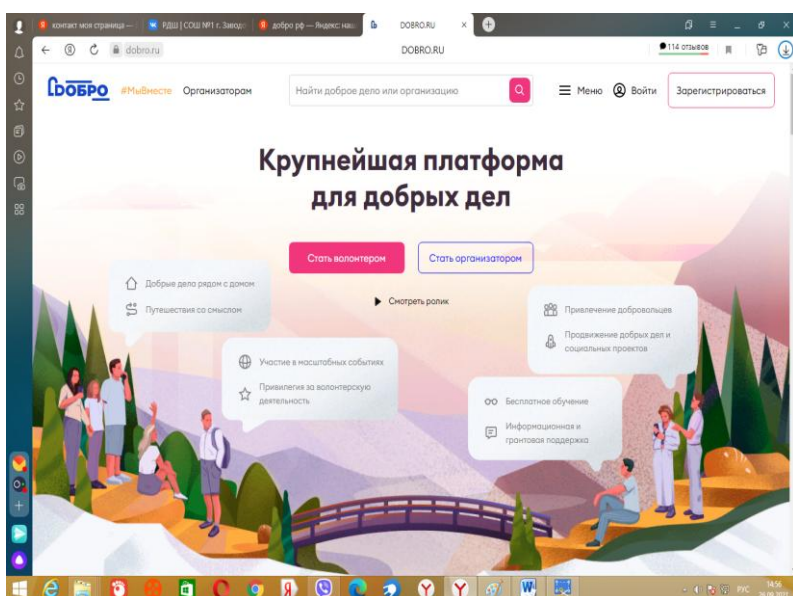 контакт моя страница —
РДШ | СОШ №1 г. Завод
добро рф — Яндекс: наш
DOBRO.RU
dobro.ru
DOBRO.RU
114 отзывов
ДОБРО
#МыВместе
Организаторам
Найти доброе дело или организацию
Меню
Войти
Зарегистрироваться
Крупнейшая платформа
для добрых дел
Стать волонтером
Стать организатором
Смотреть ролик
Добрые дела рядом с домом
Путешествия со смыслом
Привлечение добровольцев
Продвижение добрых дел и
социальных проектов
Участие в масштабных событиях
Привилегия за волонтерскую
деятельность
Бесплатное обучение
Информационная и
грантовая поддержка
РУС
14:56